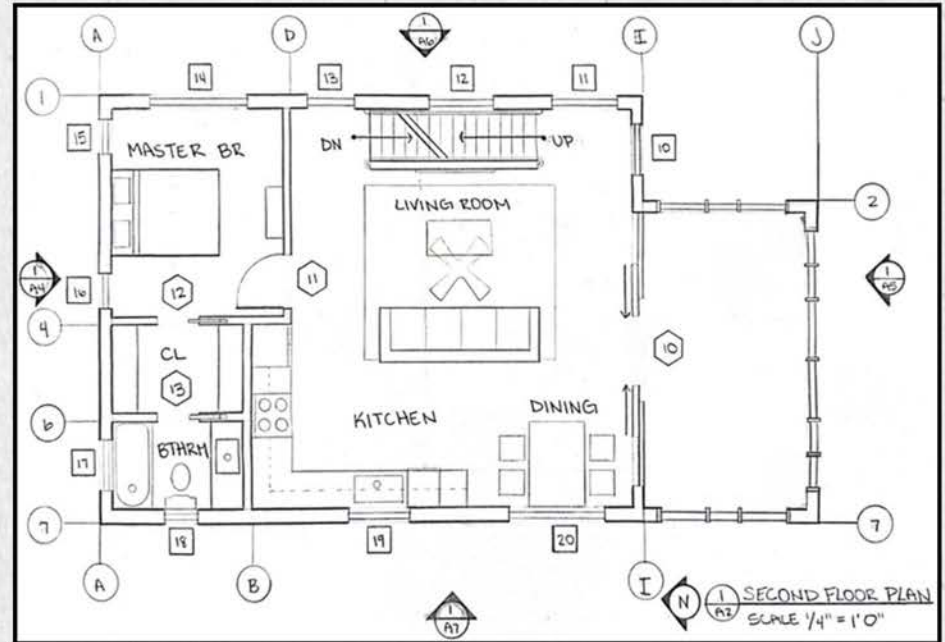 A
D
1
A6
I
J
14
13
12
11
1
15
MASTER BR
DN
UP
10
LIVING ROOM
2
1
A4
16
12
11
1
A5
4
CL
10
13
6
KITCHEN
DINING
17
BTHRM
7
18
19
20
7
A
B
1
A7
I
N
1
A2
SECOND FLOOR PLAN
SCALE 1/4" = 1'0"